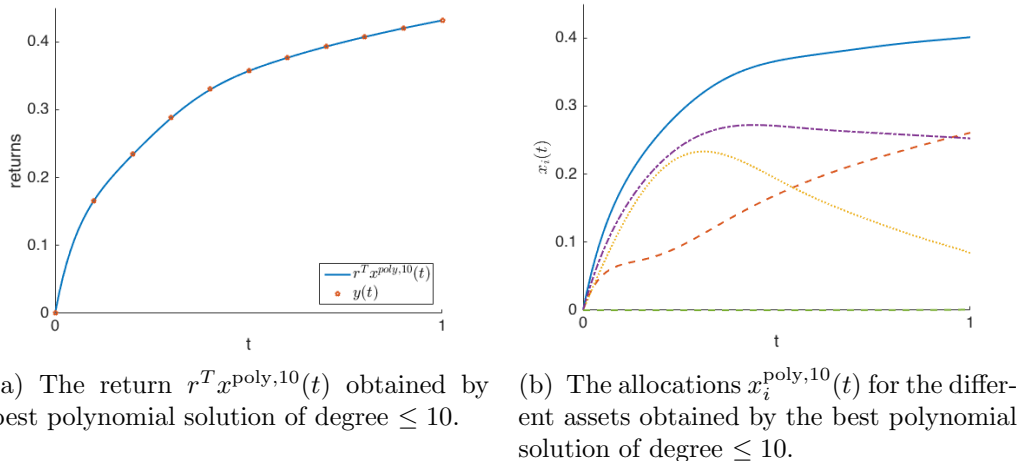 0.4
0.3
0.2
0.1
0
returns
0
1
t
r^T x^{poly,10}(t)
y(t)
0.4
0.3
0.2
0.1
0
x_i(t)
0
1
t
a) The return r^T x^{poly,10}(t) obtained by
best polynomial solution of degree ≤ 10.
(b) The allocations x_i^{poly,10}(t) for the differ-
ent assets obtained by the best polynomial
solution of degree ≤ 10.